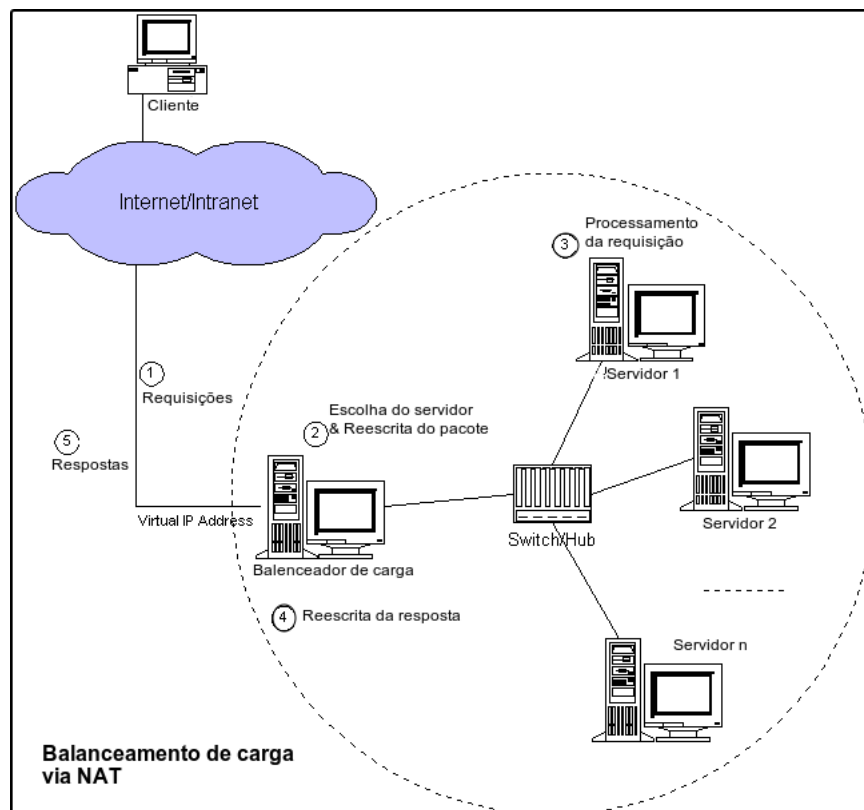 Cliente
Internet/Intranet
3
Processamento
da requisição
Servidor 1
1
Requisições
2
Escolha do servidor
& Reescrita do pacote
5
Respostas
Virtual IP Address
Balenceador de carga
Switch/Hub
Servidor 2
4
Reescrita da resposta
Servidor n
Balanceamento de carga
via NAT